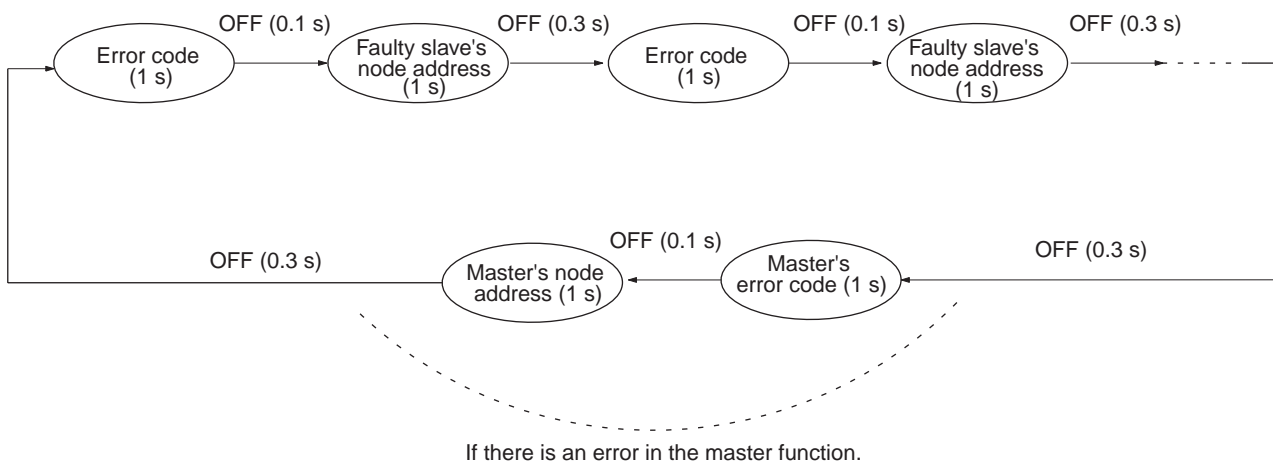 OFF (0.1 s)
OFF (0.3 s)
OFF (0.1 s)
OFF (0.3 s)
Error code
(1 s)
Faulty slave's
node address
(1 s)
Error code
(1 s)
Faulty slave's
node address
(1 s)
OFF (0.3 s)
Master's node
address (1 s)
OFF (0.1 s)
Master's
error code (1 s)
OFF (0.3 s)
If there is an error in the master function.